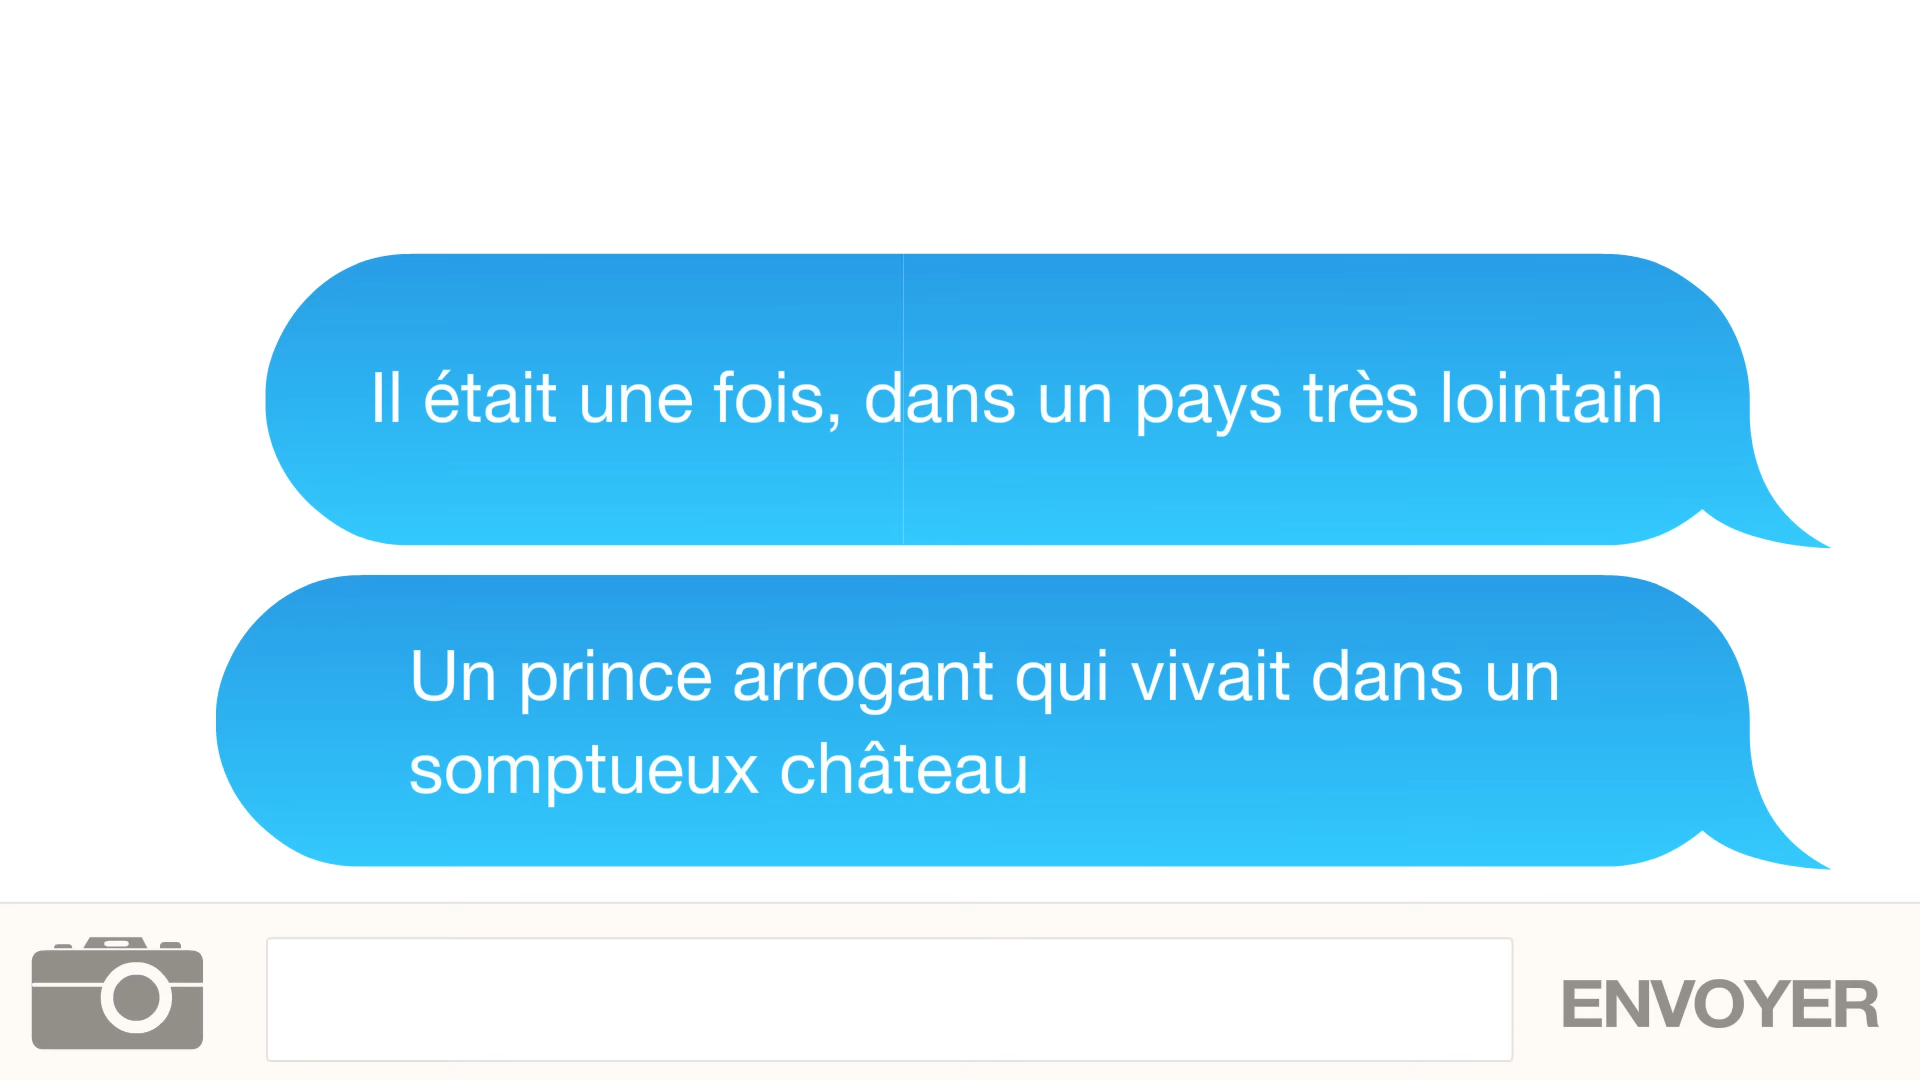 Il était une fois, dans un pays très lointain
Un prince arrogant qui vivait dans un
somptueux château
ENVOYER